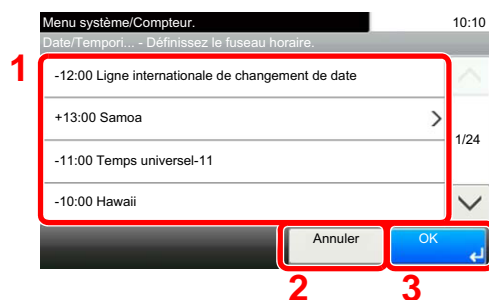 Menu système/Compteur. 10:10
Date/Tempori... - Définissez le fuseau horaire.
1
-12:00 Ligne internationale de changement de date
+13:00 Samoa
1/24
-11:00 Temps universel-11
-10:00 Hawaii
Annuler OK
2 3